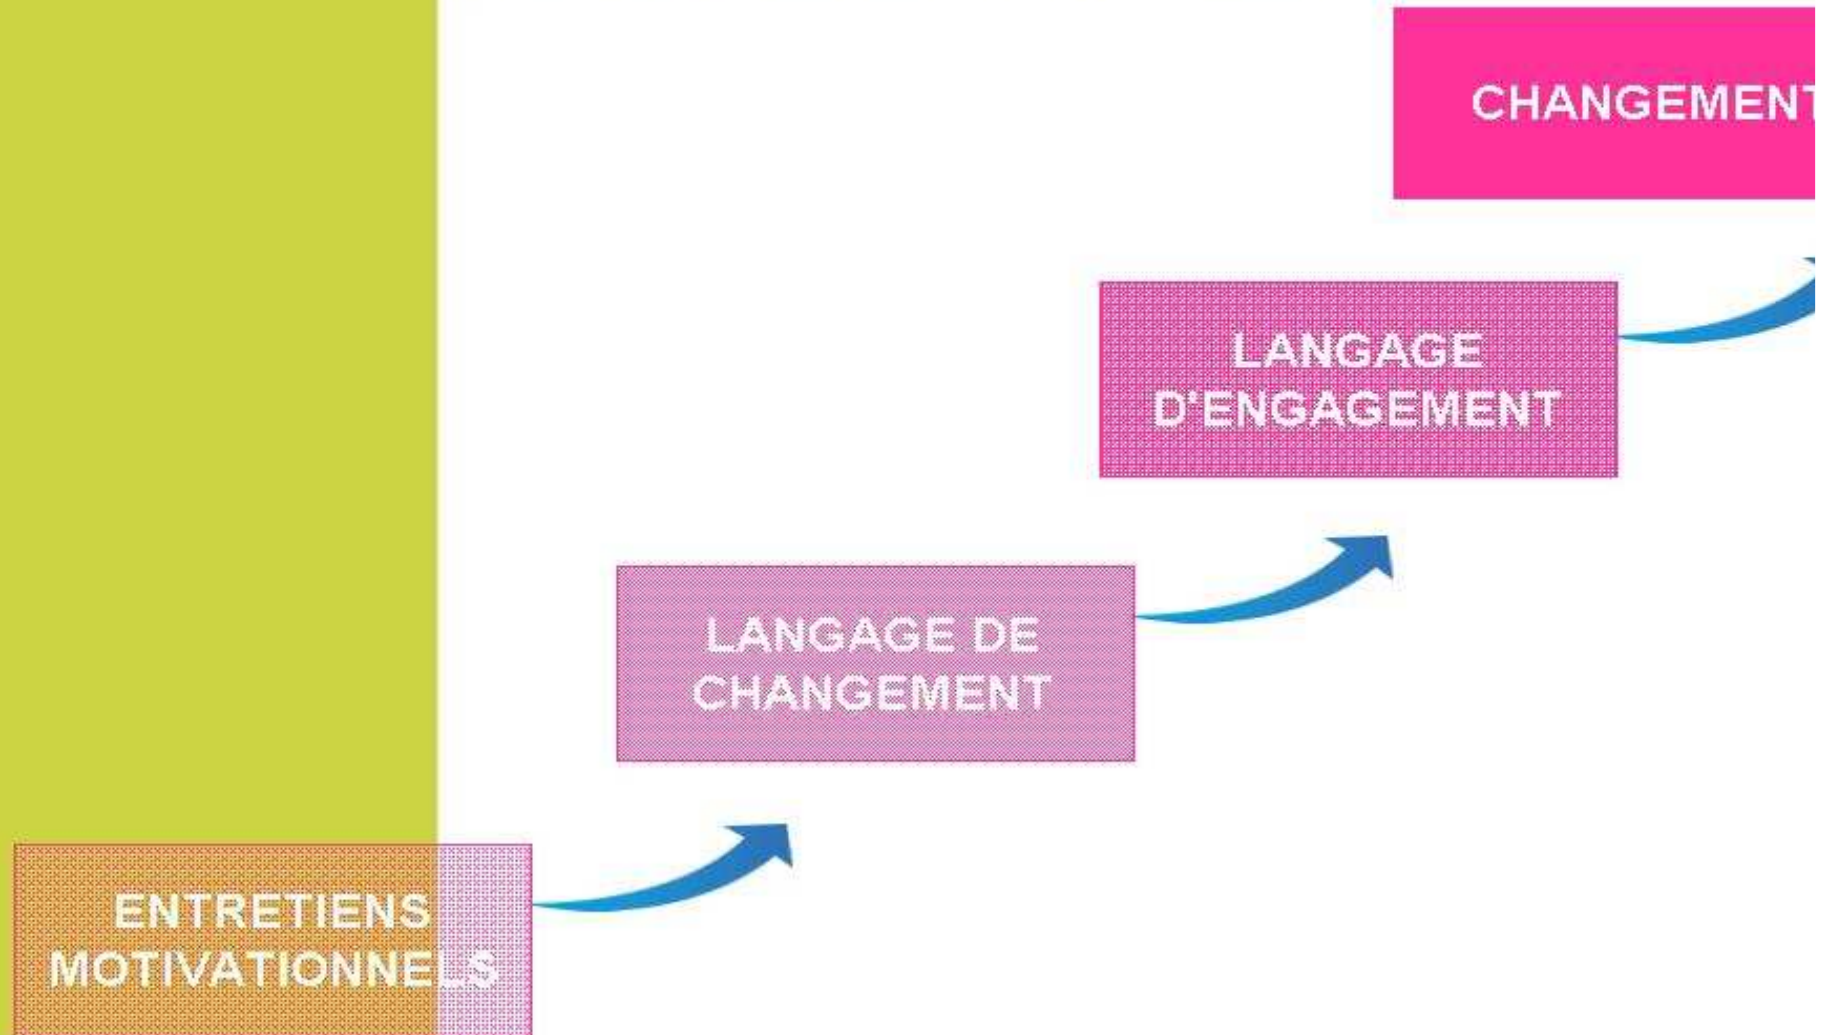 CHANGEMENT
LANGAGE
D'ENGAGEMENT
LANGAGE DE
CHANGEMENT
ENTRETIENS
MOTIVATIONNELS